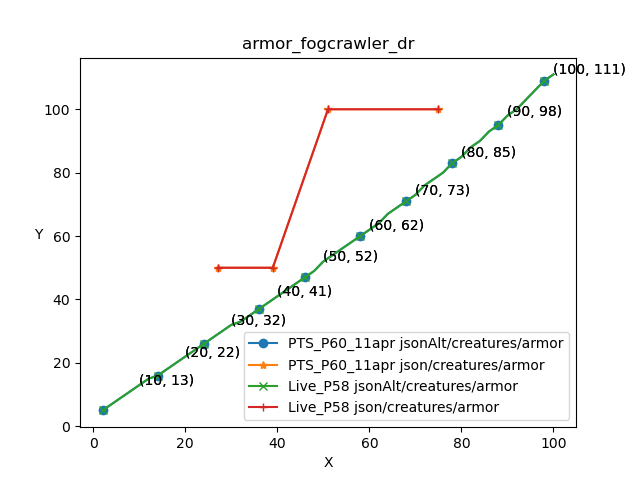 armor_fogcrawler_dr
Y
100
80
60
40
20
0
(100, 111)
(90, 98)
(80, 85)
(70, 73)
(60, 62)
(50, 52)
(40, 41)
(30, 32)
(20, 22)
(10, 13)
PTS_P60_11apr jsonAlt/creatures/armor
PTS_P60_11apr json/creatures/armor
Live_P58 jsonAlt/creatures/armor
Live_P58 json/creatures/armor
0 20 40 60 80 100
X